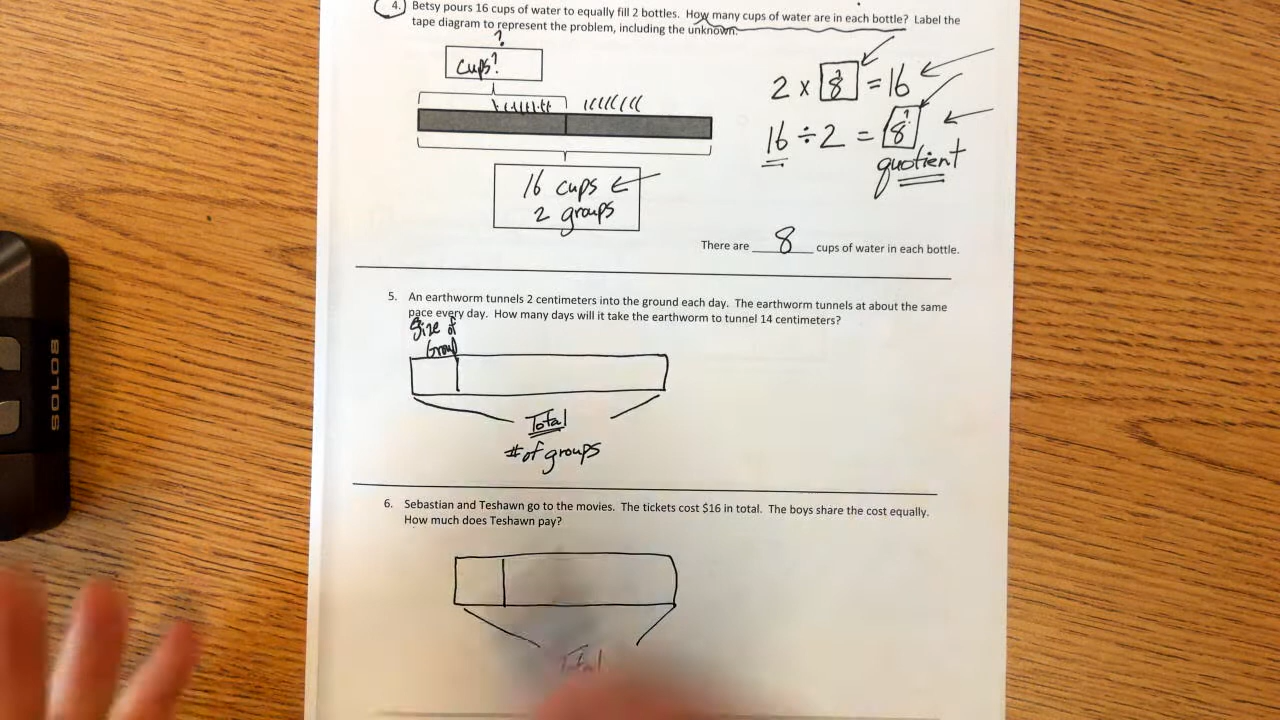 4. Betsy pours 16 cups of water to equally fill 2 bottles. How many cups of water are in each bottle? Label the
tape diagram to represent the problem, including the unknown.
?
cups?
2 x 8 = 16
16 ÷ 2 = 8
quotient
16 cups
2 groups
There are 8 cups of water in each bottle.
5. An earthworm tunnels 2 centimeters into the ground each day. The earthworm tunnels at about the same
pace every day. How many days will it take the earthworm to tunnel 14 centimeters?
Size of
Group
Total
# of groups
6. Sebastian and Teshawn go to the movies. The tickets cost $16 in total. The boys share the cost equally.
How much does Teshawn pay?
Total
SOLOS